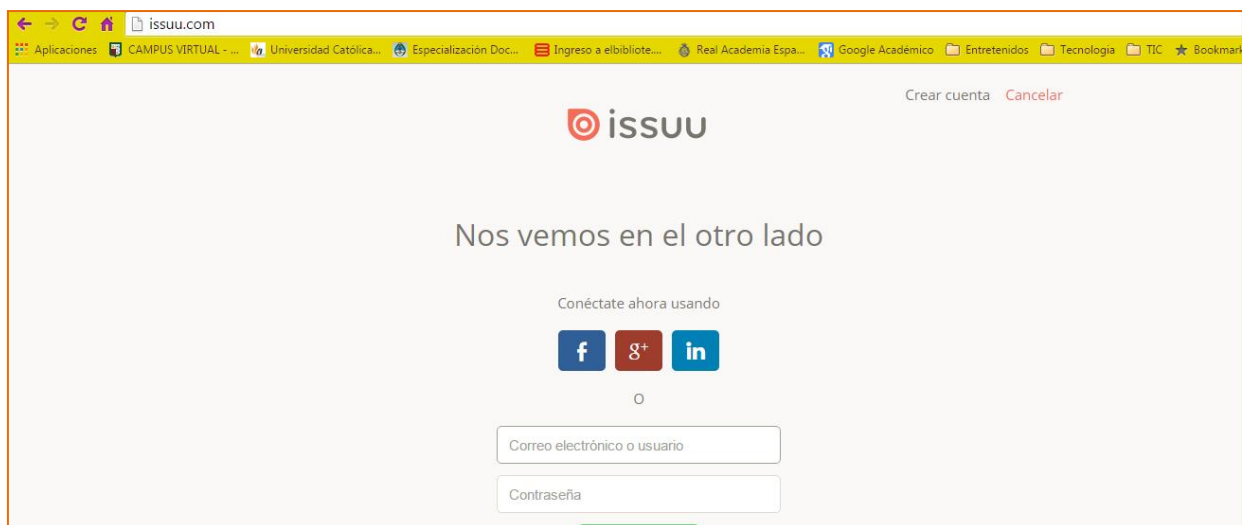 issuu.com
Aplicaciones CAMPUS VIRTUAL - ... Universidad Católica... Especialización Doc... Ingreso a elbibliote.... Real Academia Espa... Google Académico Entretenidos Tecnologia TIC Bookmark
Crear cuenta Cancelar
issuu
Nos vemos en el otro lado
Conéctate ahora usando
f g+ in
O
Correo electrónico o usuario
Contraseña